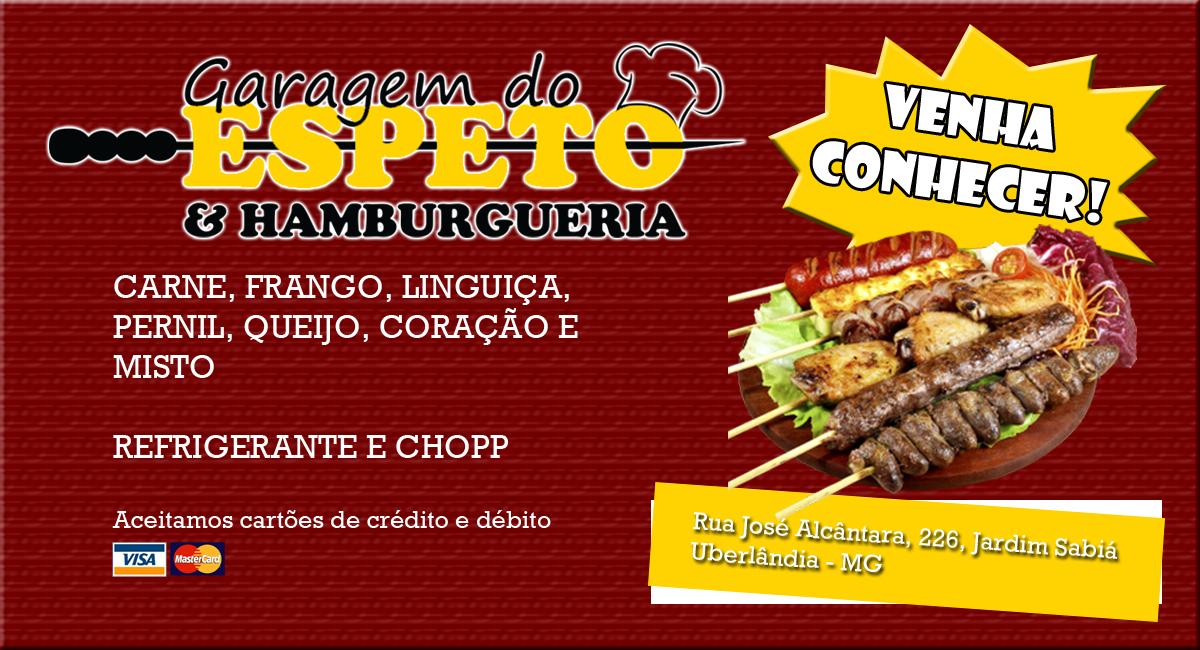 Garagem do
ESPETO
& HAMBURGUERIA
VENHA
CONHECER!
CARNE, FRANGO, LINGUIÇA,
PERNIL, QUEIJO, CORAÇÃO E
MISTO
REFRIGERANTE E CHOPP
Aceitamos cartões de crédito e débito
VISA
MasterCard
Rua José Alcântara, 226, Jardim Sabiá
Uberlândia - MG